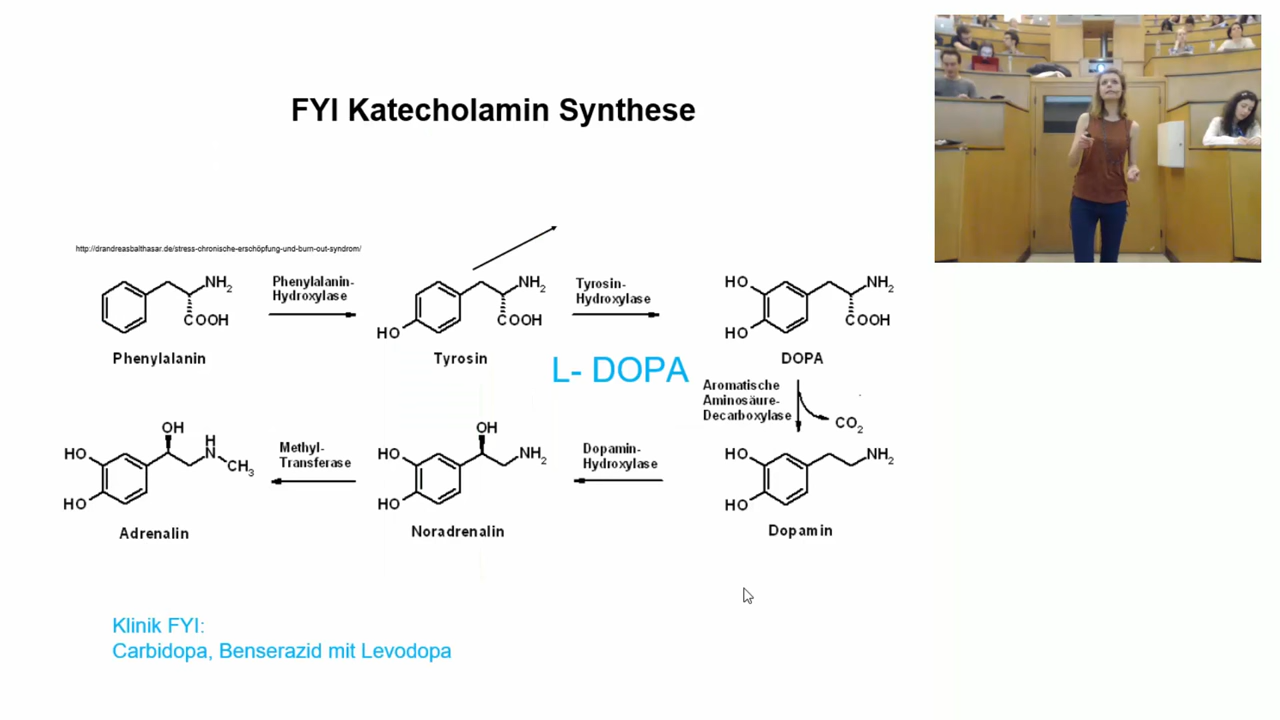 FYI Katecholamin Synthese
http://drandreasbalthasar.de/stress-chronische-erschöpfung-und-burn-out-syndrom/
NH2
COOH
Phenylalanin
Phenylalanin-
Hydroxylase
HO
NH2
COOH
Tyrosin
Tyrosin-
Hydroxylase
HO
HO
NH2
COOH
DOPA
L- DOPA
Aromatische
Aminosäure-
Decarboxylase
CO2
HO
HO
OH
H
N
CH3
Adrenalin
Methyl-
Transferase
HO
HO
OH
NH2
Noradrenalin
Dopamin-
Hydroxylase
HO
HO
NH2
Dopamin
Klinik FYI:
Carbidopa, Benserazid mit Levodopa